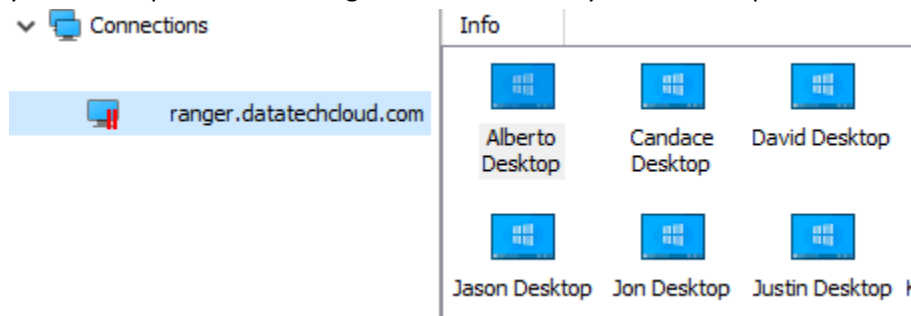 Connections
Info
ranger.datatechcloud.com
Alberto
Desktop
Candace
Desktop
David Desktop
Jason Desktop
Jon Desktop
Justin Desktop